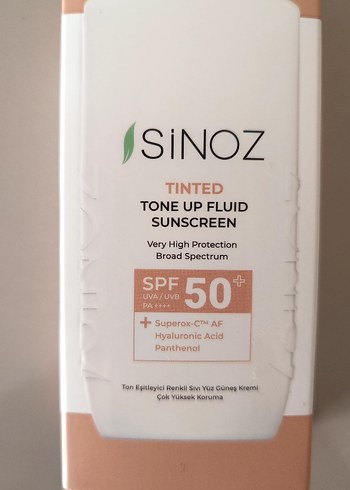 SiNOZ
TINTED
TONE UP FLUID
SUNSCREEN
Very High Protection
Broad Spectrum
SPF 50+
UVA / UVB
PA ++++
+ Superox-C™ AF
Hyaluronic Acid
Panthenol
Ton Eşitleyici Renkli Sıvı Yüz Güneş Kremi
Çok Yüksek Koruma